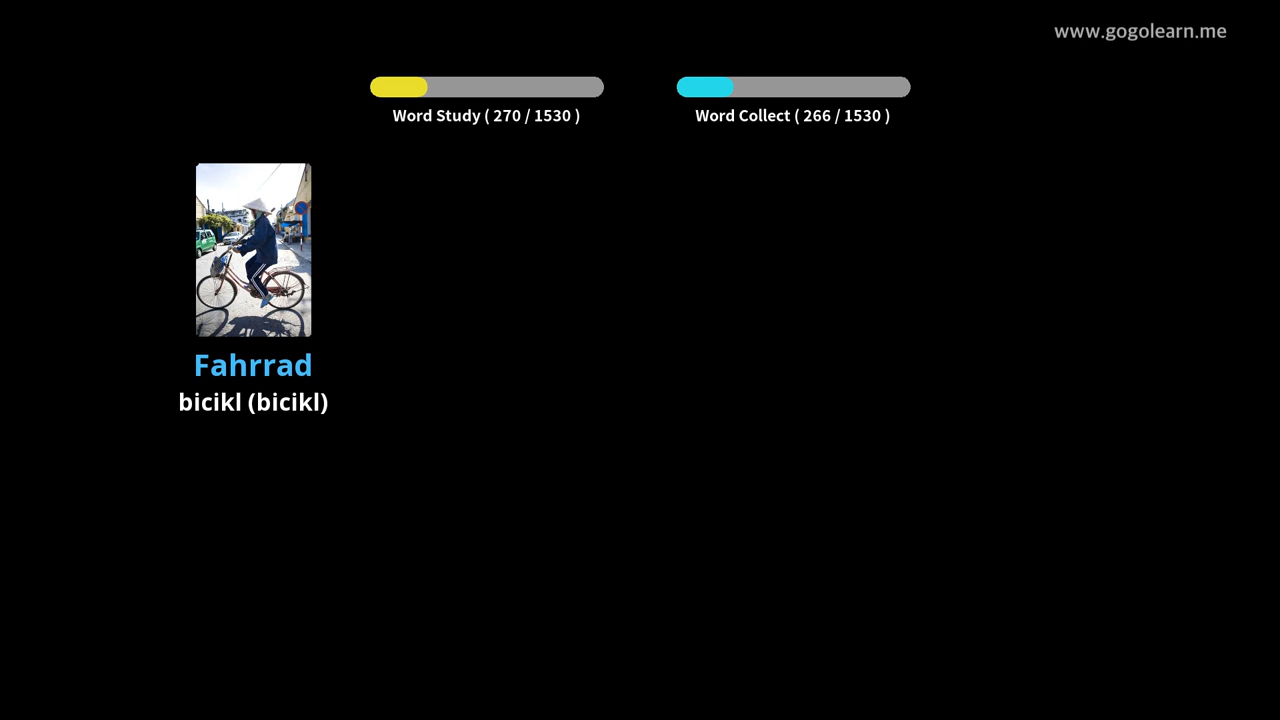 www.gogolearn.me
Word Study ( 270 / 1530 )
Word Collect ( 266 / 1530 )
Fahrrad
bicikl (bicikl)